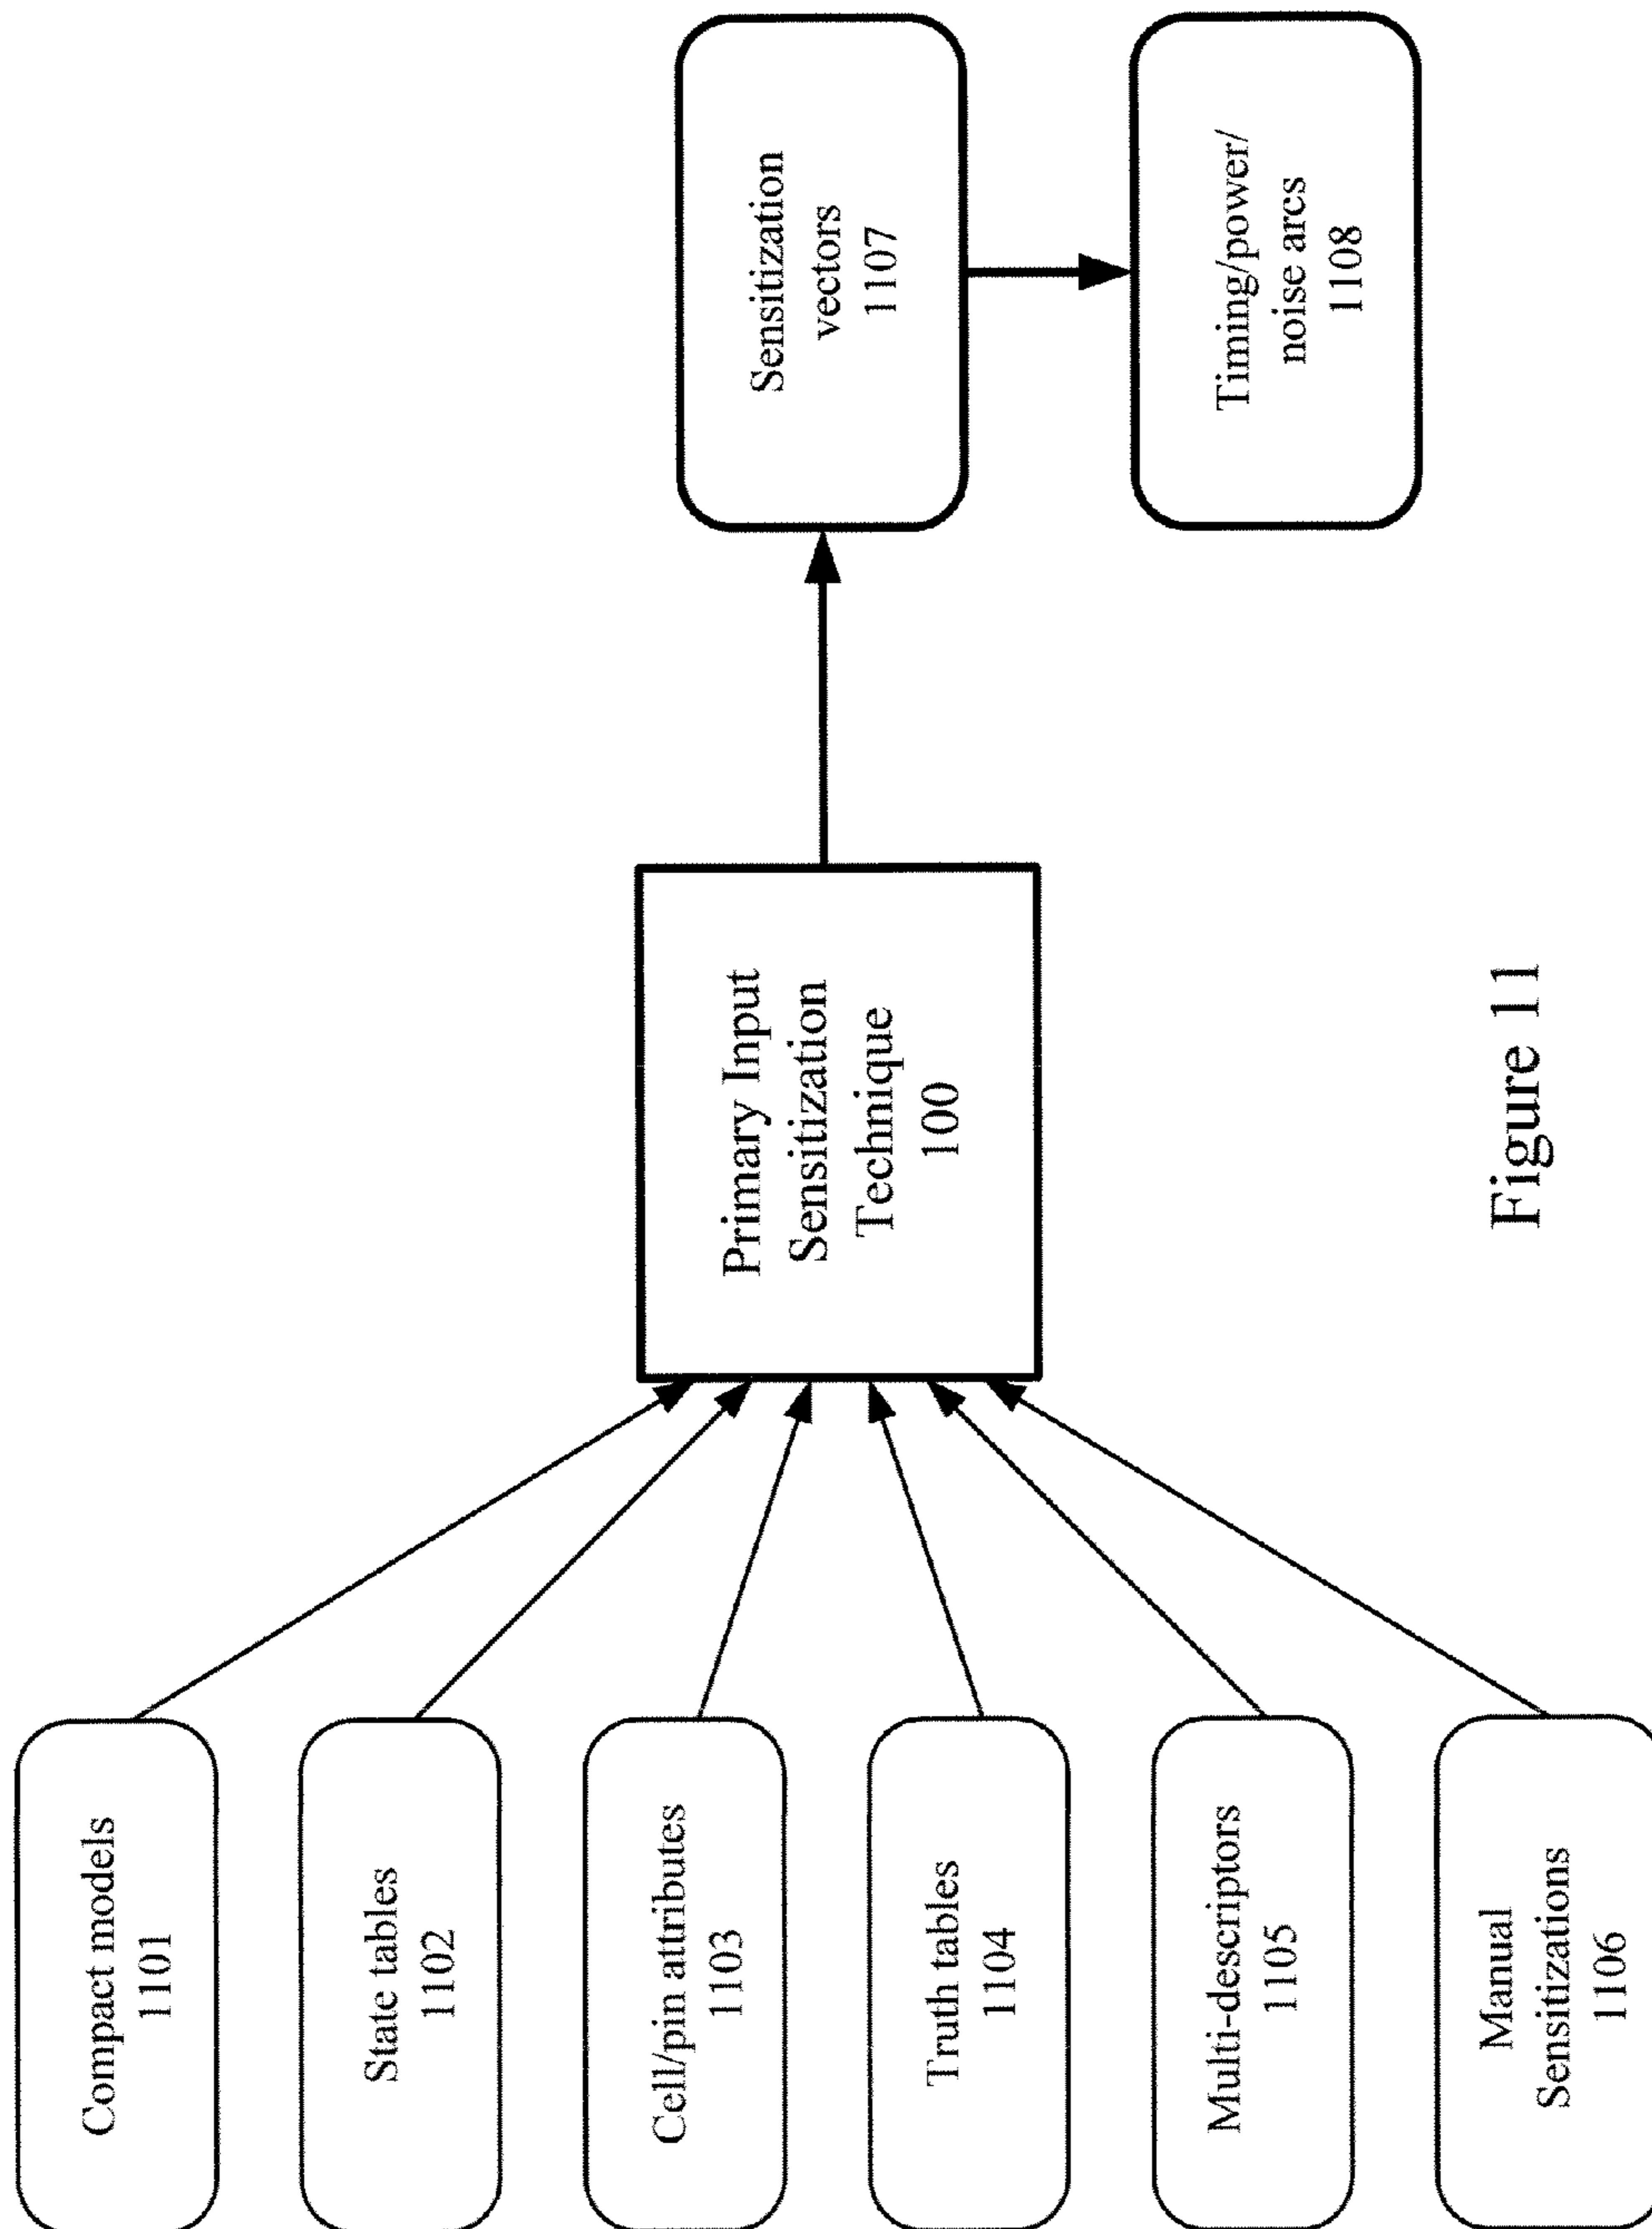 Compact models
1101
State tables
1102
Cell/pin attributes
1103
Truth tables
1104
Multi-descriptors
1105
Manual
Sensitizations
1106
Primary Input
Sensitization
Technique
100
Sensitization
vectors
1107
Timing/power/
noise arcs
1108
Figure 11